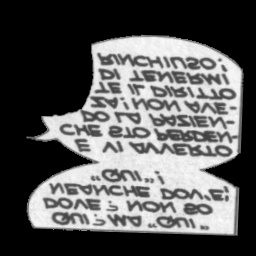 QUI? MA "QUI"
DOVE? NON SO
NEANCHE DOV'E'
"QUI"!
E VI AVVERTO
CHE STO PERDEN-
DO LA PAZIEN-
ZA! NON AVE-
TE IL DIRITTO
DI TENERMI
RINCHIUSO!